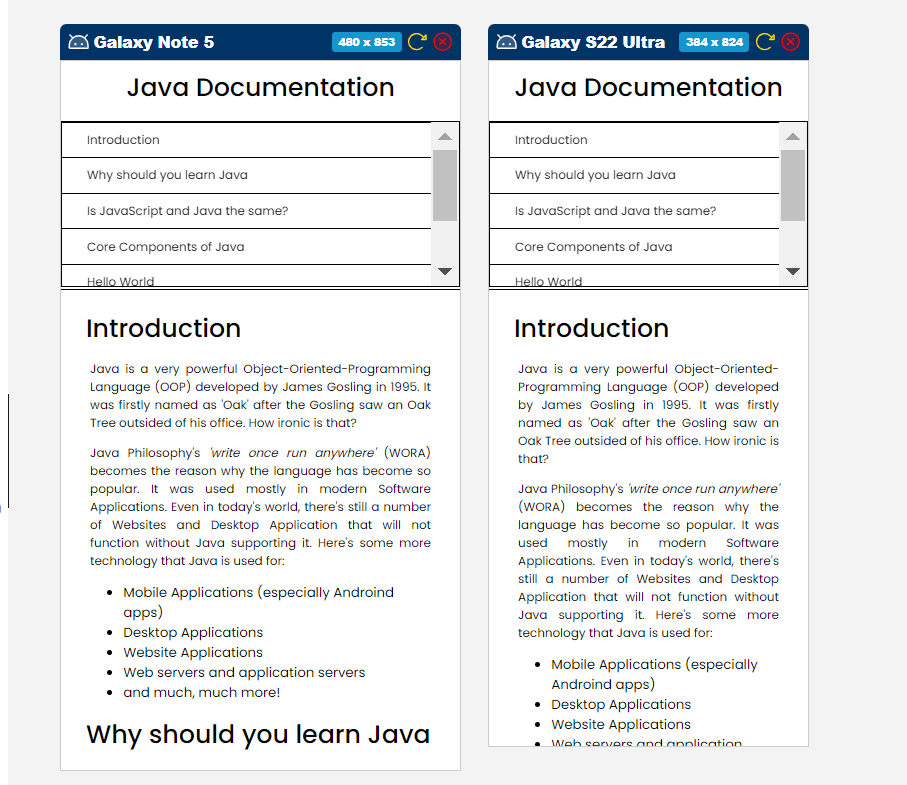 Galaxy Note 5 480 x 853
Java Documentation
Introduction
Why should you learn Java
Is JavaScript and Java the same?
Core Components of Java
Hello World
Introduction
Java is a very powerful Object-Oriented-Programming
Language (OOP) developed by James Gosling in 1995. It
was firstly named as 'Oak' after the Gosling saw an Oak
Tree outsided of his office. How ironic is that?
Java Philosophy's 'write once run anywhere' (WORA)
becomes the reason why the language has become so
popular. It was used mostly in modern Software
Applications. Even in today's world, there's still a number
of Websites and Desktop Application that will not
function without Java supporting it. Here's some more
technology that Java is used for:
• Mobile Applications (especially Androind
apps)
• Desktop Applications
• Website Applications
• Web servers and application servers
• and much, much more!
Why should you learn Java
Galaxy S22 Ultra 384 x 824
Java Documentation
Introduction
Why should you learn Java
Is JavaScript and Java the same?
Core Components of Java
Hello World
Introduction
Java is a very powerful Object-Oriented-
Programming Language (OOP) developed
by James Gosling in 1995. It was firstly
named as 'Oak' after the Gosling saw an
Oak Tree outsided of his office. How ironic is
that?
Java Philosophy's 'write once run anywhere'
(WORA) becomes the reason why the
language has become so popular. It was
used mostly in modern Software
Applications. Even in today's world, there's
still a number of Websites and Desktop
Application that will not function without
Java supporting it. Here's some more
technology that Java is used for:
• Mobile Applications (especially
Androind apps)
• Desktop Applications
• Website Applications
• Web servers and application